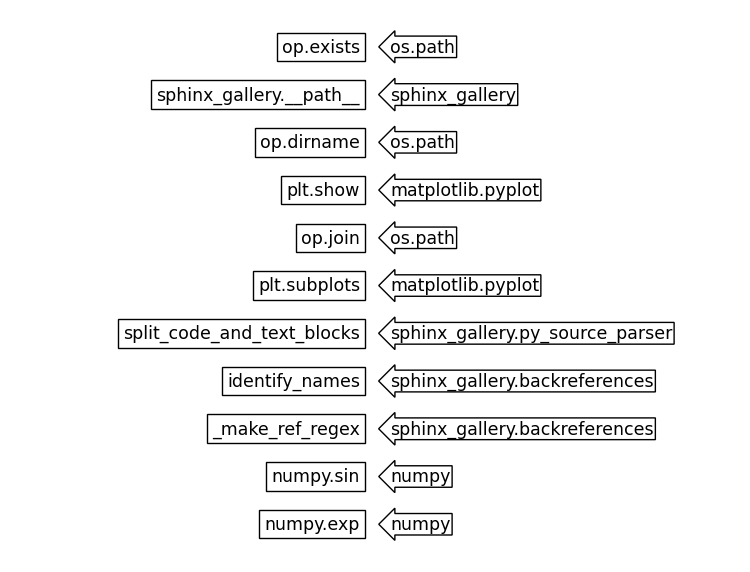 op.exists os.path
sphinx_gallery.__path__ sphinx_gallery
op.dirname os.path
plt.show matplotlib.pyplot
op.join os.path
plt.subplots matplotlib.pyplot
split_code_and_text_blocks sphinx_gallery.py_source_parser
identify_names sphinx_gallery.backreferences
_make_ref_regex sphinx_gallery.backreferences
numpy.sin numpy
numpy.exp numpy